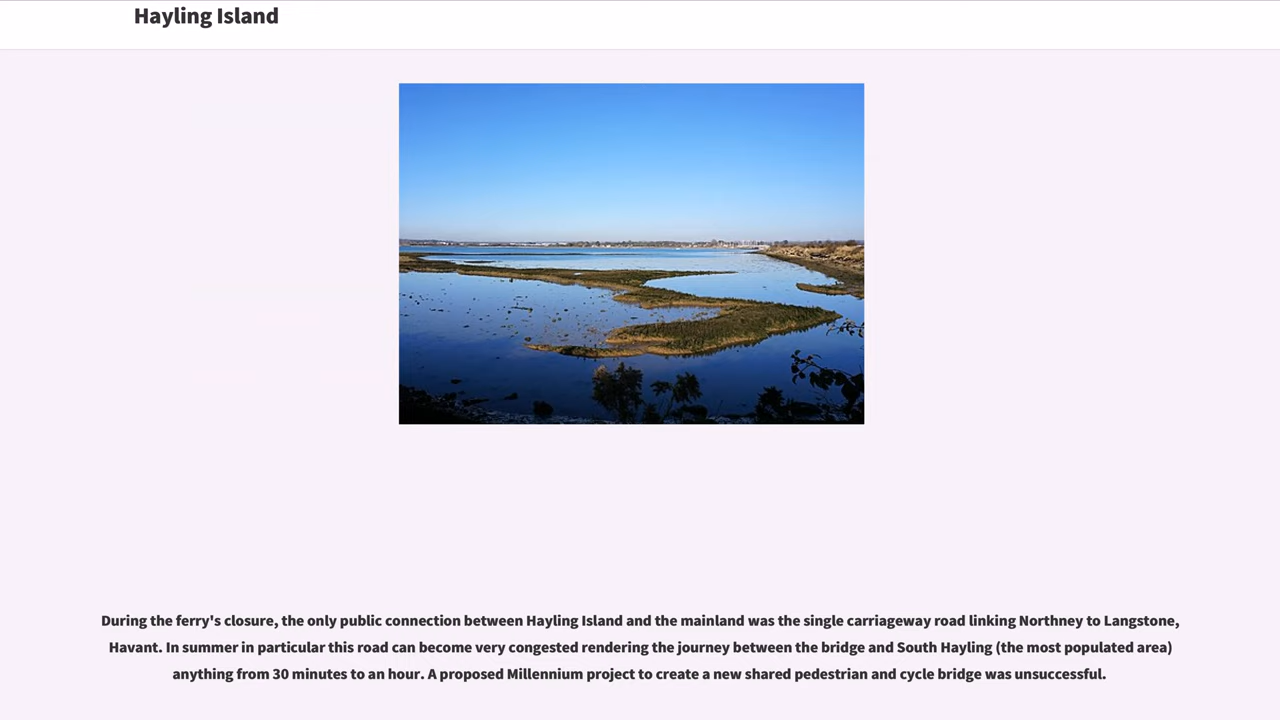 Hayling Island
During the ferry's closure, the only public connection between Hayling Island and the mainland was the single carriageway road linking Northney to Langstone,
Havant. In summer in particular this road can become very congested rendering the journey between the bridge and South Hayling (the most populated area)
anything from 30 minutes to an hour. A proposed Millennium project to create a new shared pedestrian and cycle bridge was unsuccessful.